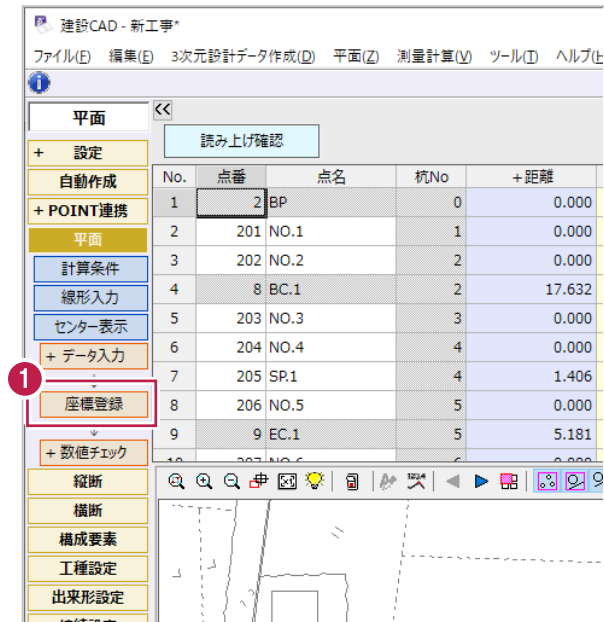 建設CAD - 新工事*
ファイル(F) 編集(E) 3次元設計データ作成(D) 平面(Z) 測量計算(V) ツール(T) ヘルプ(H
平面
読み上げ確認
+ 設定
自動作成
+ POINT連携
平面
計算条件
線形入力
センター表示
+ データ入力
1
座標登録
+ 数値チェック
縦断
横断
構成要素
工種設定
出来形設定
No. 点番 点名 杭No +距離
1 2 BP 0 0.000
2 201 NO.1 1 0.000
3 202 NO.2 2 0.000
4 8 BC.1 2 17.632
5 203 NO.3 3 0.000
6 204 NO.4 4 0.000
7 205 SP.1 4 1.406
8 206 NO.5 5 0.000
9 9 EC.1 5 5.181
1234